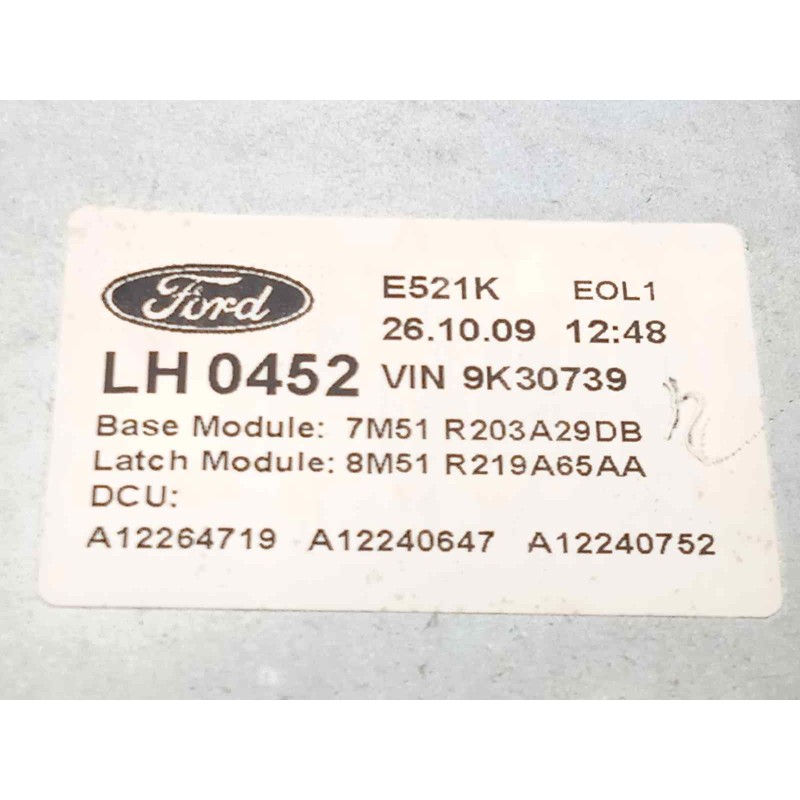 Ford E521K EOL1
26.10.09 12:48
LH 0452 VIN 9K30739
Base Module: 7M51 R203A29DB
Latch Module: 8M51 R219A65AA
DCU:
A12264719 A12240647 A12240752